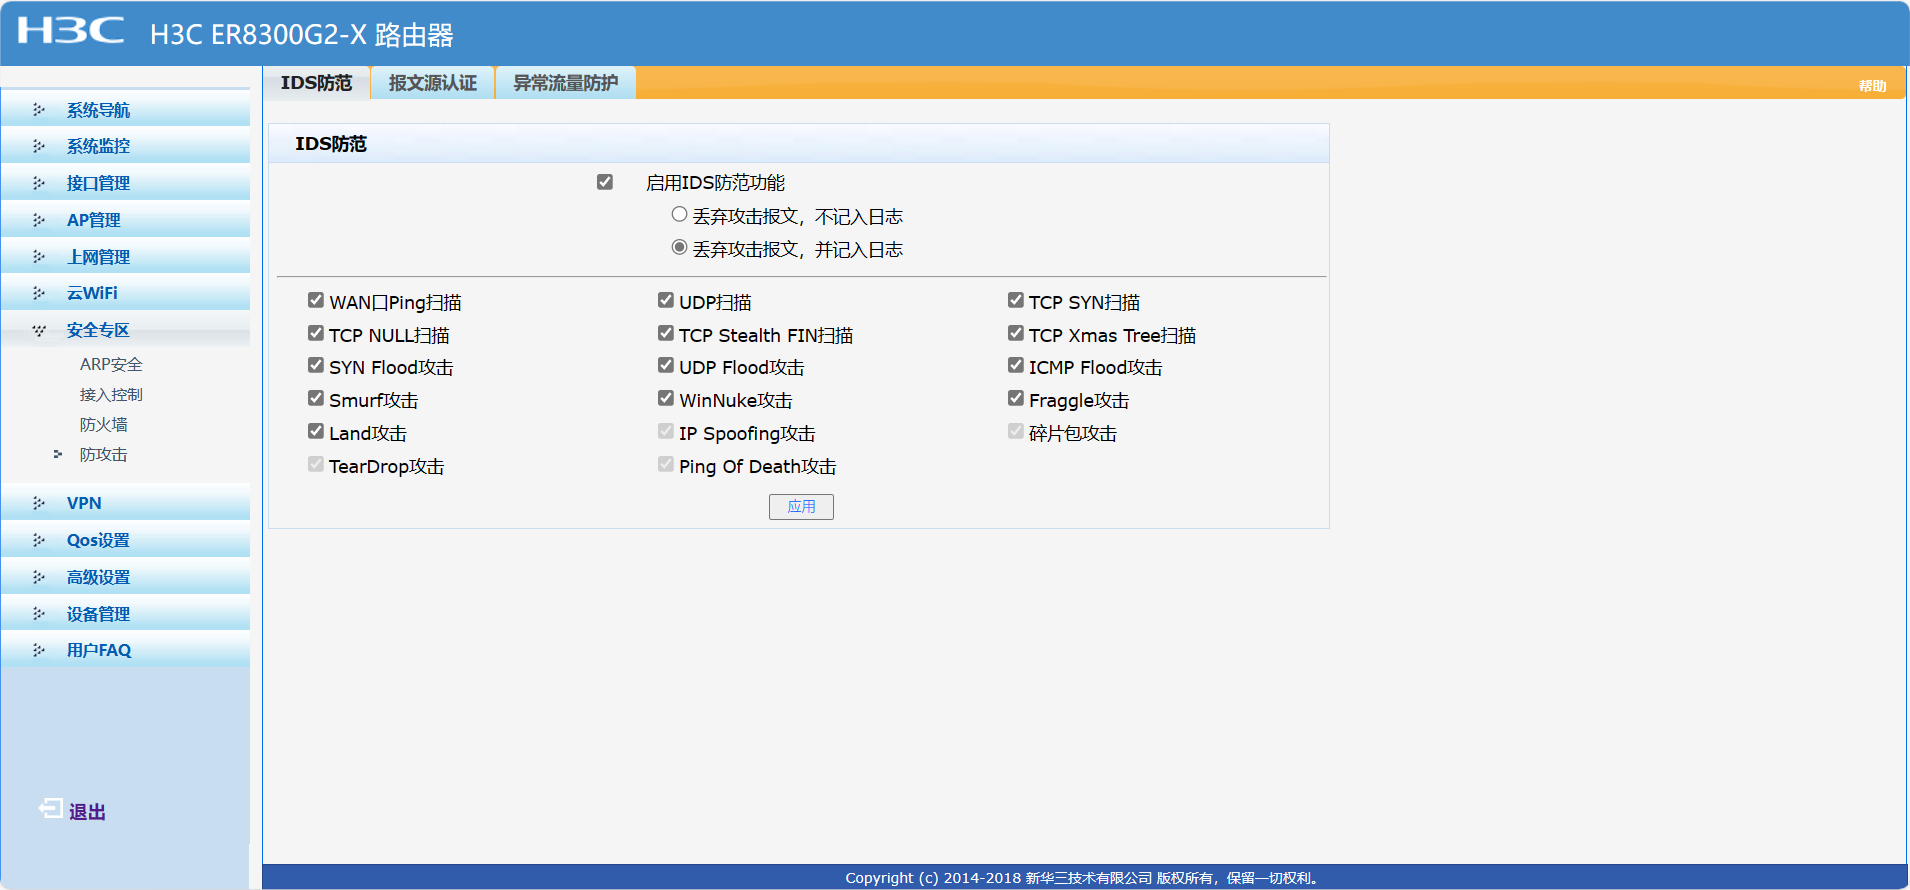 H3C H3C ER8300G2-X 路由器
IDS防范 报文源认证 异常流量防护 帮助
系统导航
系统监控
接口管理
AP管理
上网管理
云WiFi
安全专区
ARP安全
接入控制
防火墙
防攻击
VPN
Qos设置
高级设置
设备管理
用户FAQ
退出
IDS防范
启用IDS防范功能
丢弃攻击报文，不记入日志
丢弃攻击报文，并记入日志
WAN口Ping扫描 UDP扫描 TCP SYN扫描
TCP NULL扫描 TCP Stealth FIN扫描 TCP Xmas Tree扫描
SYN Flood攻击 UDP Flood攻击 ICMP Flood攻击
Smurf攻击 WinNuke攻击 Fraggle攻击
Land攻击 IP Spoofing攻击 碎片包攻击
TearDrop攻击 Ping Of Death攻击
应用
Copyright (c) 2014-2018 新华三技术有限公司 版权所有，保留一切权利。